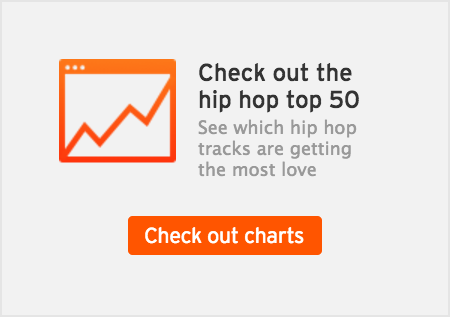 Check out the
hip hop top 50
See which hip hop
tracks are getting
the most love
Check out charts